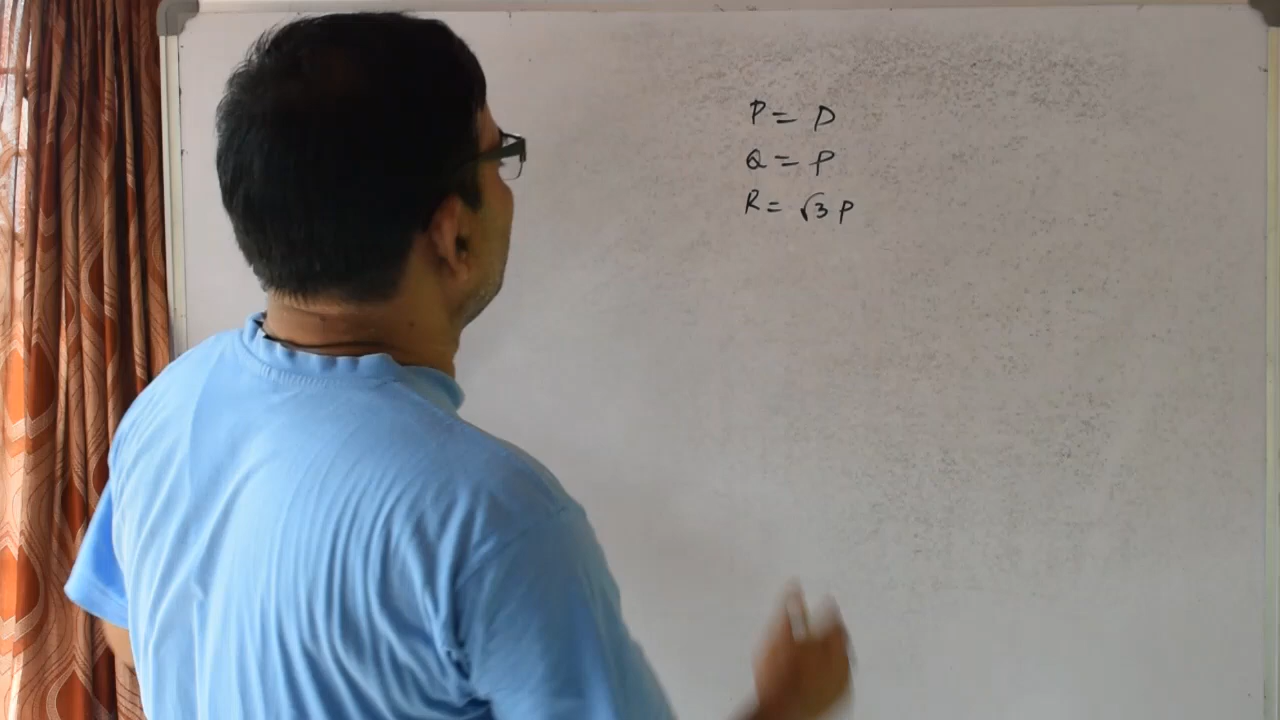 P = P
Q = P
R = √3 P